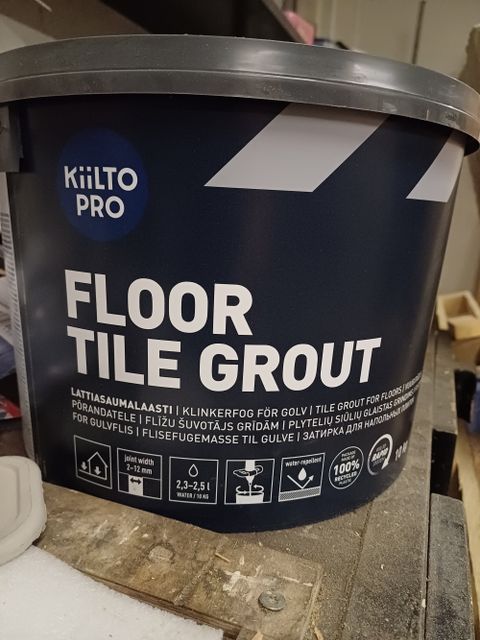 KiiLTO
PRO
FLOOR
TILE GROUT
LATTIASAUMALAASTI | KLINKERFOG FÖR GOLV | TILE GROUT FOR FLOORS |
PÕRANDATELE | FLĪŽU ŠUVOTĀJS GRĪDĀM | PLYTELIŲ SIŪLIŲ GLAISTAS
FOR GULVFLIS | FLISEFUGEMASSE TIL GULVE | ЗАТИРКА ДЛЯ НАПОЛЬНЫХ
joint width
2–12 mm
2,3–2,5 l
WATER / 10 KG
water-repellent
100%
RECYCLED
RAPID
10